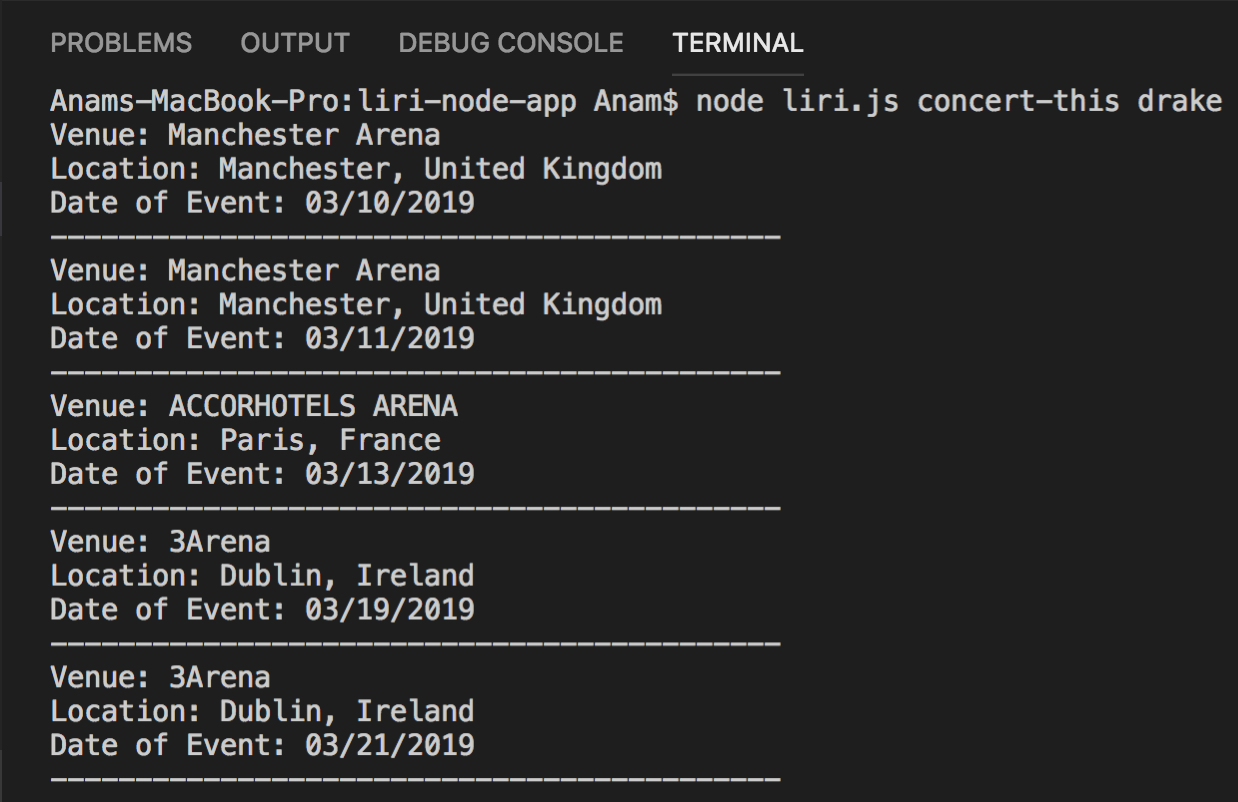 PROBLEMS OUTPUT DEBUG CONSOLE TERMINAL
Anams-MacBook-Pro:liri-node-app Anam$ node liri.js concert-this drake
Venue: Manchester Arena
Location: Manchester, United Kingdom
Date of Event: 03/10/2019
-------------------------------------------
Venue: Manchester Arena
Location: Manchester, United Kingdom
Date of Event: 03/11/2019
-------------------------------------------
Venue: ACCORHOTELS ARENA
Location: Paris, France
Date of Event: 03/13/2019
-------------------------------------------
Venue: 3Arena
Location: Dublin, Ireland
Date of Event: 03/19/2019
-------------------------------------------
Venue: 3Arena
Location: Dublin, Ireland
Date of Event: 03/21/2019
-------------------------------------------